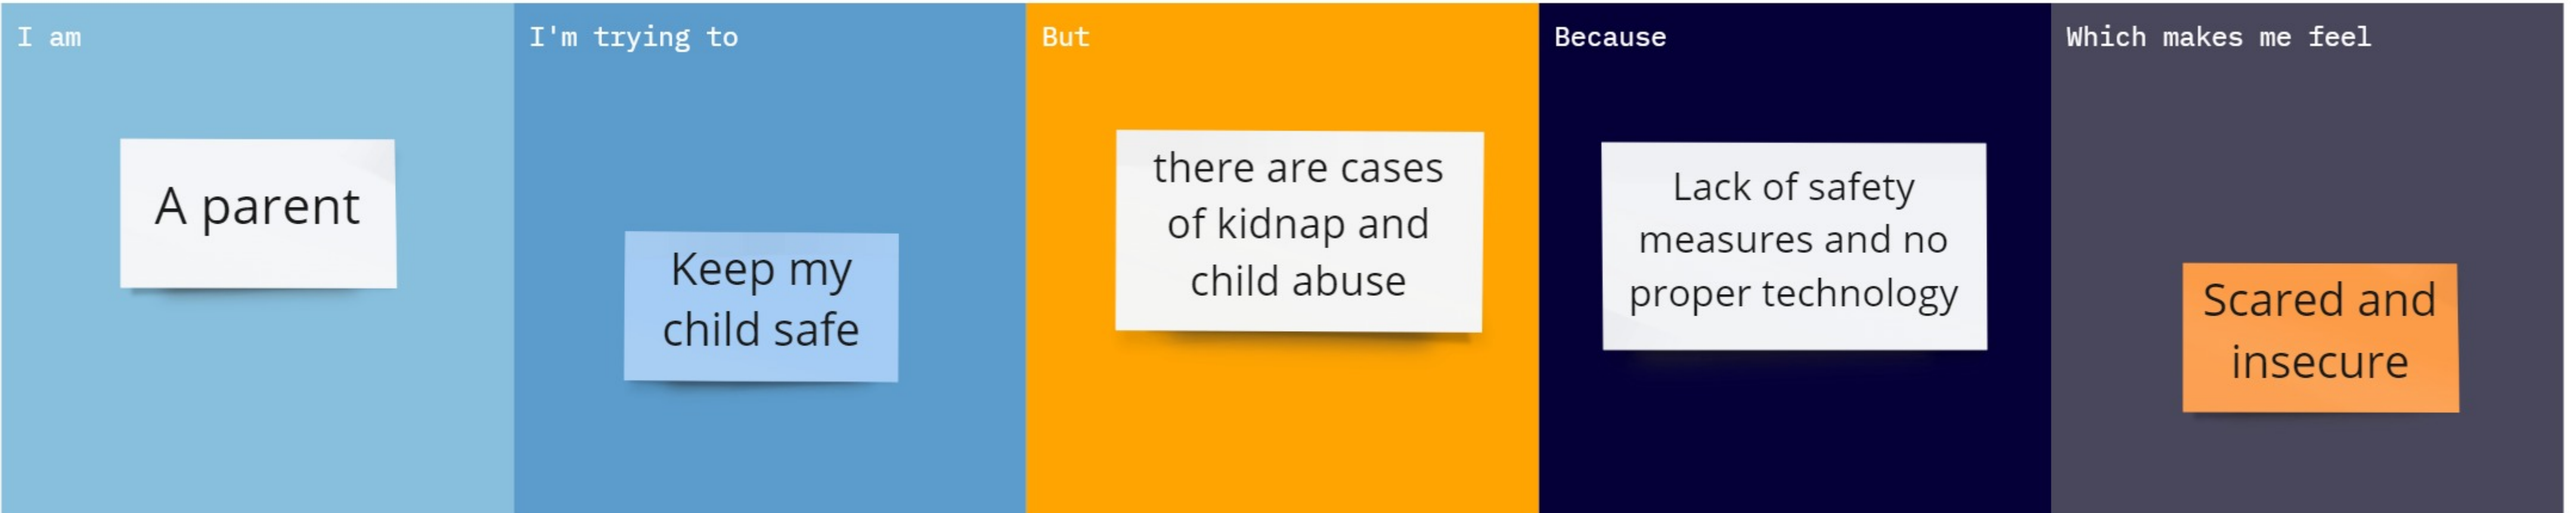 I am
A parent
I'm trying to
Keep my
child safe
But
there are cases
of kidnap and
child abuse
Because
Lack of safety
measures and no
proper technology
Which makes me feel
Scared and
insecure